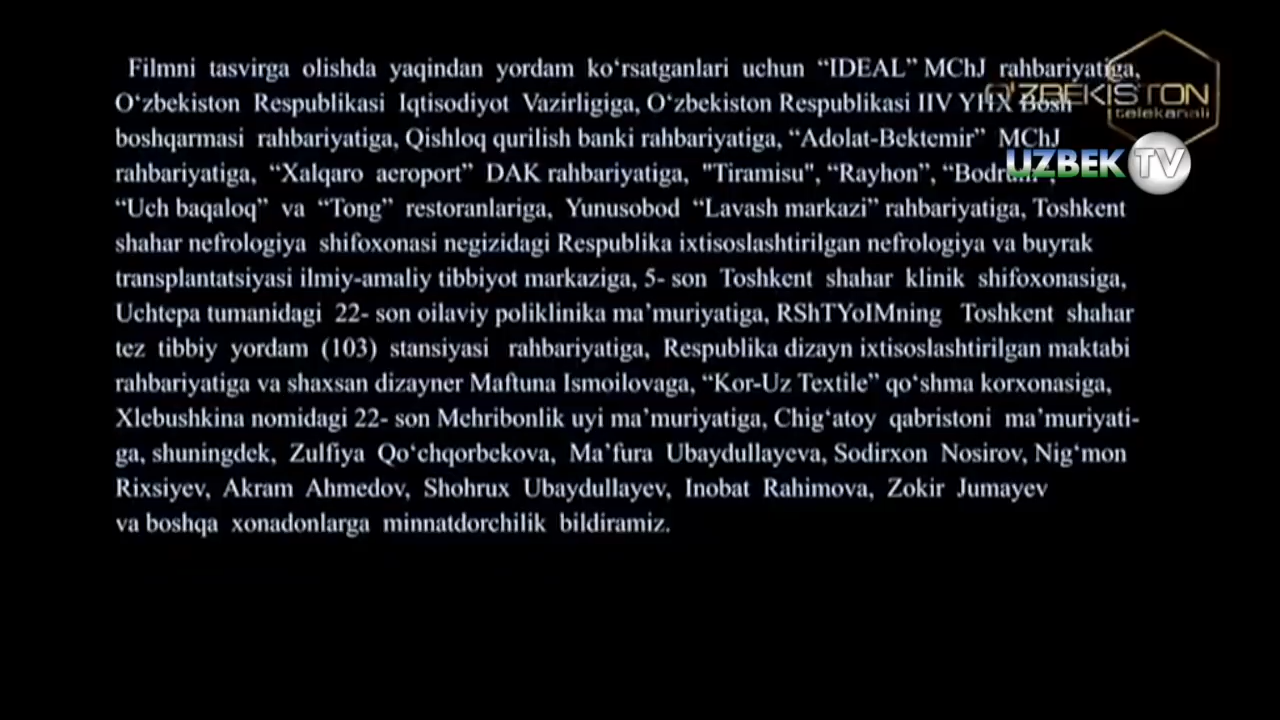 Filmni tasvirga olishda yaqindan yordam ko‘rsatganlari uchun “IDEAL” MChJ rahbariyatiga,
O‘zbekiston Respublikasi Iqtisodiyot Vazirligiga, O‘zbekiston Respublikasi IIV YHX Bosh
boshqarmasi rahbariyatiga, Qishloq qurilish banki rahbariyatiga, “Adolat-Bektemir” MChJ
rahbariyatiga, “Xalqaro aeroport” DAK rahbariyatiga, "Tiramisu", “Rayhon”, “Bodrum”,
“Uch baqaloq” va “Tong” restoranlariga, Yunusobod “Lavash markazi” rahbariyatiga, Toshkent
shahar nefrologiya shifoxonasi negizidagi Respublika ixtisoslashtirilgan nefrologiya va buyrak
transplantatsiyasi ilmiy-amaliy tibbiyot markaziga, 5- son Toshkent shahar klinik shifoxonasiga,
Uchtepa tumanidagi 22- son oilaviy poliklinika ma’muriyatiga, RShTYoIMning Toshkent shahar
tez tibbiy yordam (103) stansiyasi rahbariyatiga, Respublika dizayn ixtisoslashtirilgan maktabi
rahbariyatiga va shaxsan dizayner Maftuna Ismoilovaga, “Kor-Uz Textile” qo‘shma korxonasiga,
Xlebushkina nomidagi 22- son Mehribonlik uyi ma’muriyatiga, Chig‘atoy qabristoni ma’muriyati-
ga, shuningdek, Zulfiya Qo‘chqorbekova, Ma’fura Ubaydullayeva, Sodirxon Nosirov, Nig‘mon
Rixsiyev, Akram Ahmedov, Shohrux Ubaydullayev, Inobat Rahimova, Zokir Jumayev
va boshqa xonadonlarga minnatdorchilik bildiramiz.
O'ZBEKISTON
telekanali
UZBEK TV